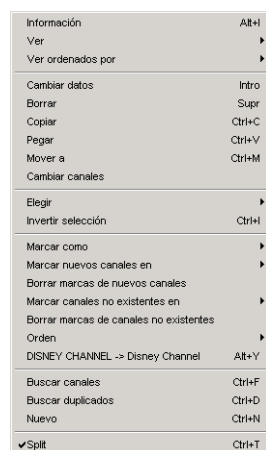 Información Alt+I
Ver
Ver ordenados por
Cambiar datos Intro
Borrar Supr
Copiar Ctrl+C
Pegar Ctrl+V
Mover a Ctrl+M
Cambiar canales
Elegir
Invertir selección Ctrl+I
Marcar como
Marcar nuevos canales en
Borrar marcas de nuevos canales
Marcar canales no existentes en
Borrar marcas de canales no existentes
Orden
DISNEY CHANNEL -> Disney Channel Alt+Y
Buscar canales Ctrl+F
Buscar duplicados Ctrl+D
Nuevo Ctrl+N
Split Ctrl+T